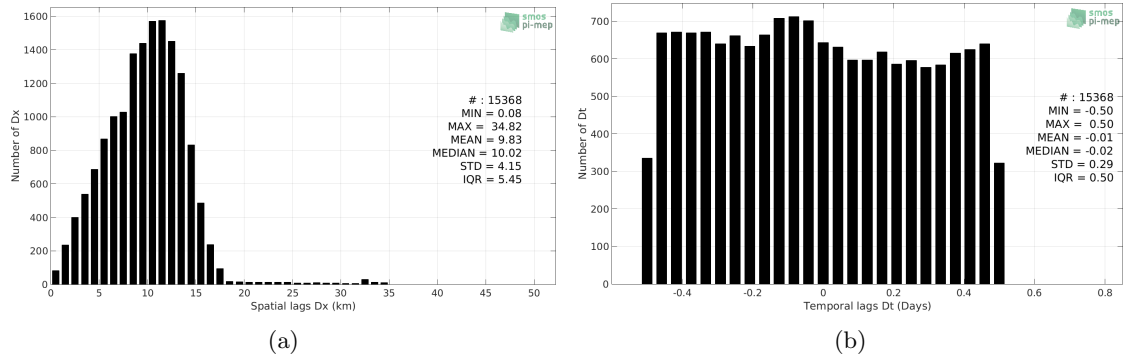 smos
pi-mep
1600
1400
1200
1000
800
600
400
200
0
Number of Dx
# : 15368
MIN = 0.08
MAX = 34.82
MEAN = 9.83
MEDIAN = 10.02
STD = 4.15
IQR = 5.45
0 5 10 15 20 25 30 35 40 45 50
Spatial lags Dx (km)
(a)
smos
pi-mep
700
600
500
400
300
200
100
0
Number of Dt
# : 15368
MIN = -0.50
MAX = 0.50
MEAN = -0.01
MEDIAN = -0.02
STD = 0.29
IQR = 0.50
-0.4 -0.2 0 0.2 0.4 0.6 0.8
Temporal lags Dt (Days)
(b)